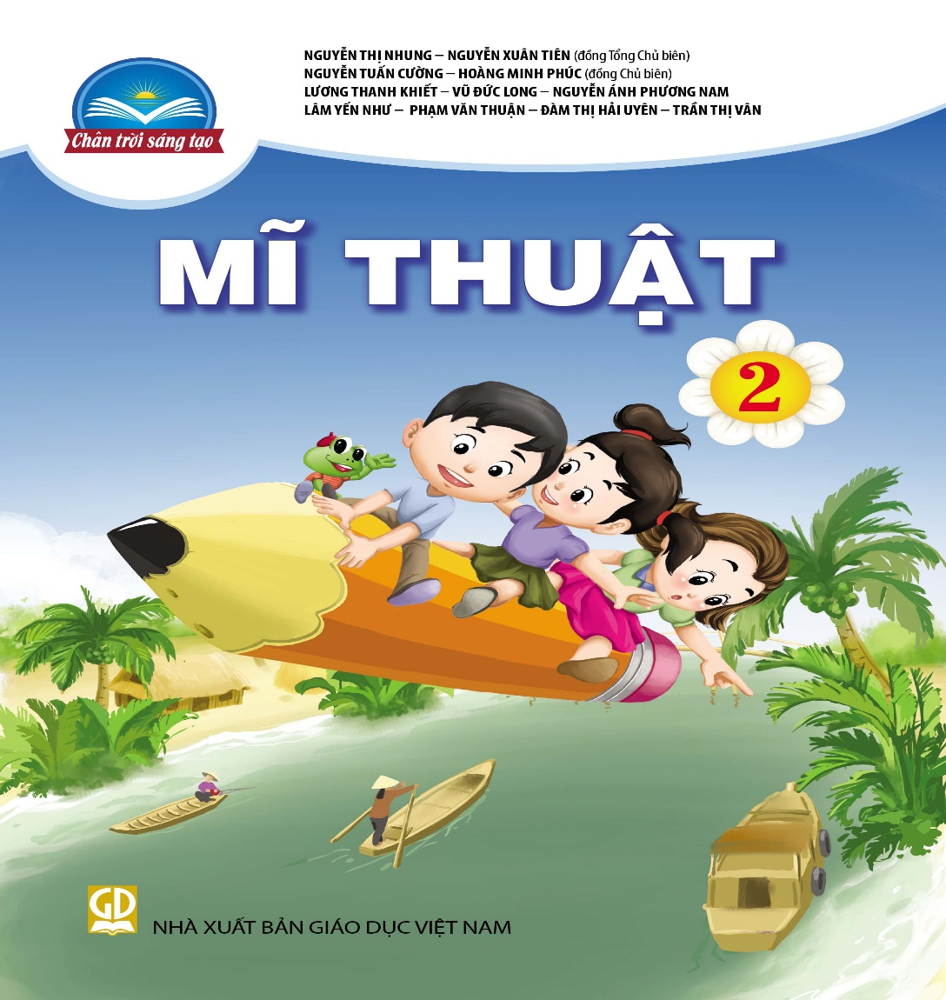 NGUYỄN THỊ NHUNG – NGUYỄN XUÂN TIÊN (đồng Tổng Chủ biên)
NGUYỄN TUẤN CƯỜNG – HOÀNG MINH PHÚC (đồng Chủ biên)
LƯƠNG THANH KHIẾT – VŨ ĐỨC LONG – NGUYỄN ÁNH PHƯƠNG NAM
LÂM YẾN NHƯ – PHẠM VĂN THUẬN – ĐÀM THỊ HẢI UYÊN – TRẦN THỊ VÂN
Chân trời sáng tạo
MĨ THUẬT
2
GD
NHÀ XUẤT BẢN GIÁO DỤC VIỆT NAM